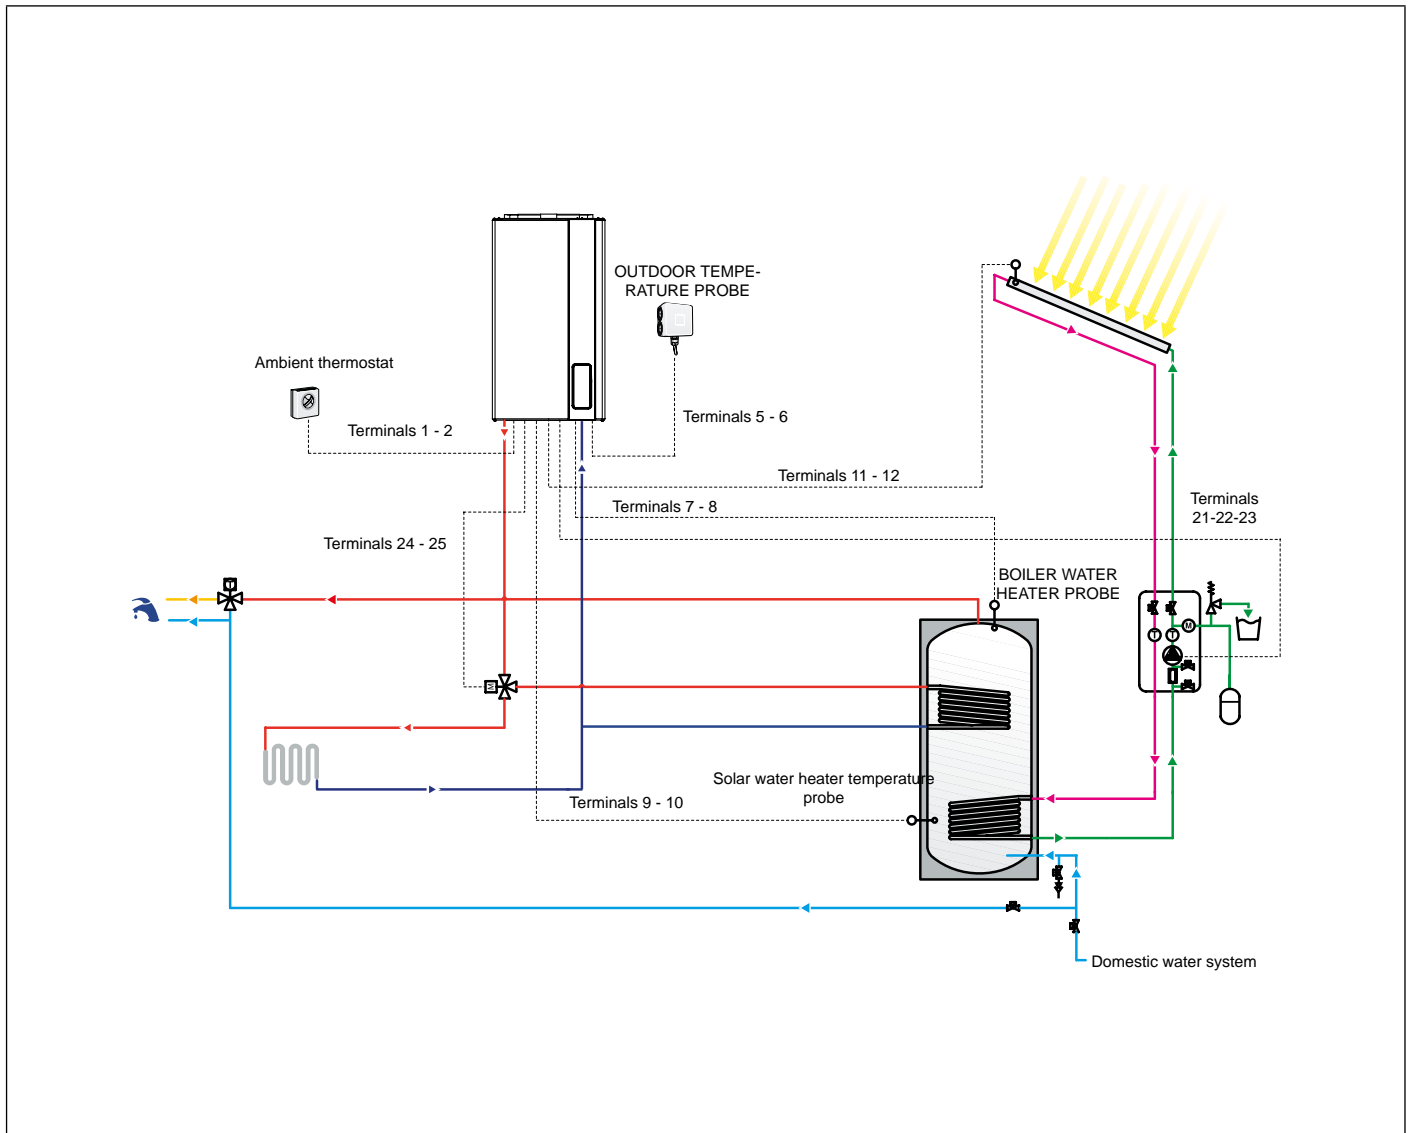 OUTDOOR TEMPE-
RATURE PROBE
Ambient thermostat
Terminals 1 - 2
Terminals 5 - 6
Terminals 11 - 12
Terminals 7 - 8
Terminals
21-22-23
Terminals 24 - 25
BOILER WATER
HEATER PROBE
M
T
T
M
Solar water heater temperature
probe
Terminals 9 - 10
Domestic water system